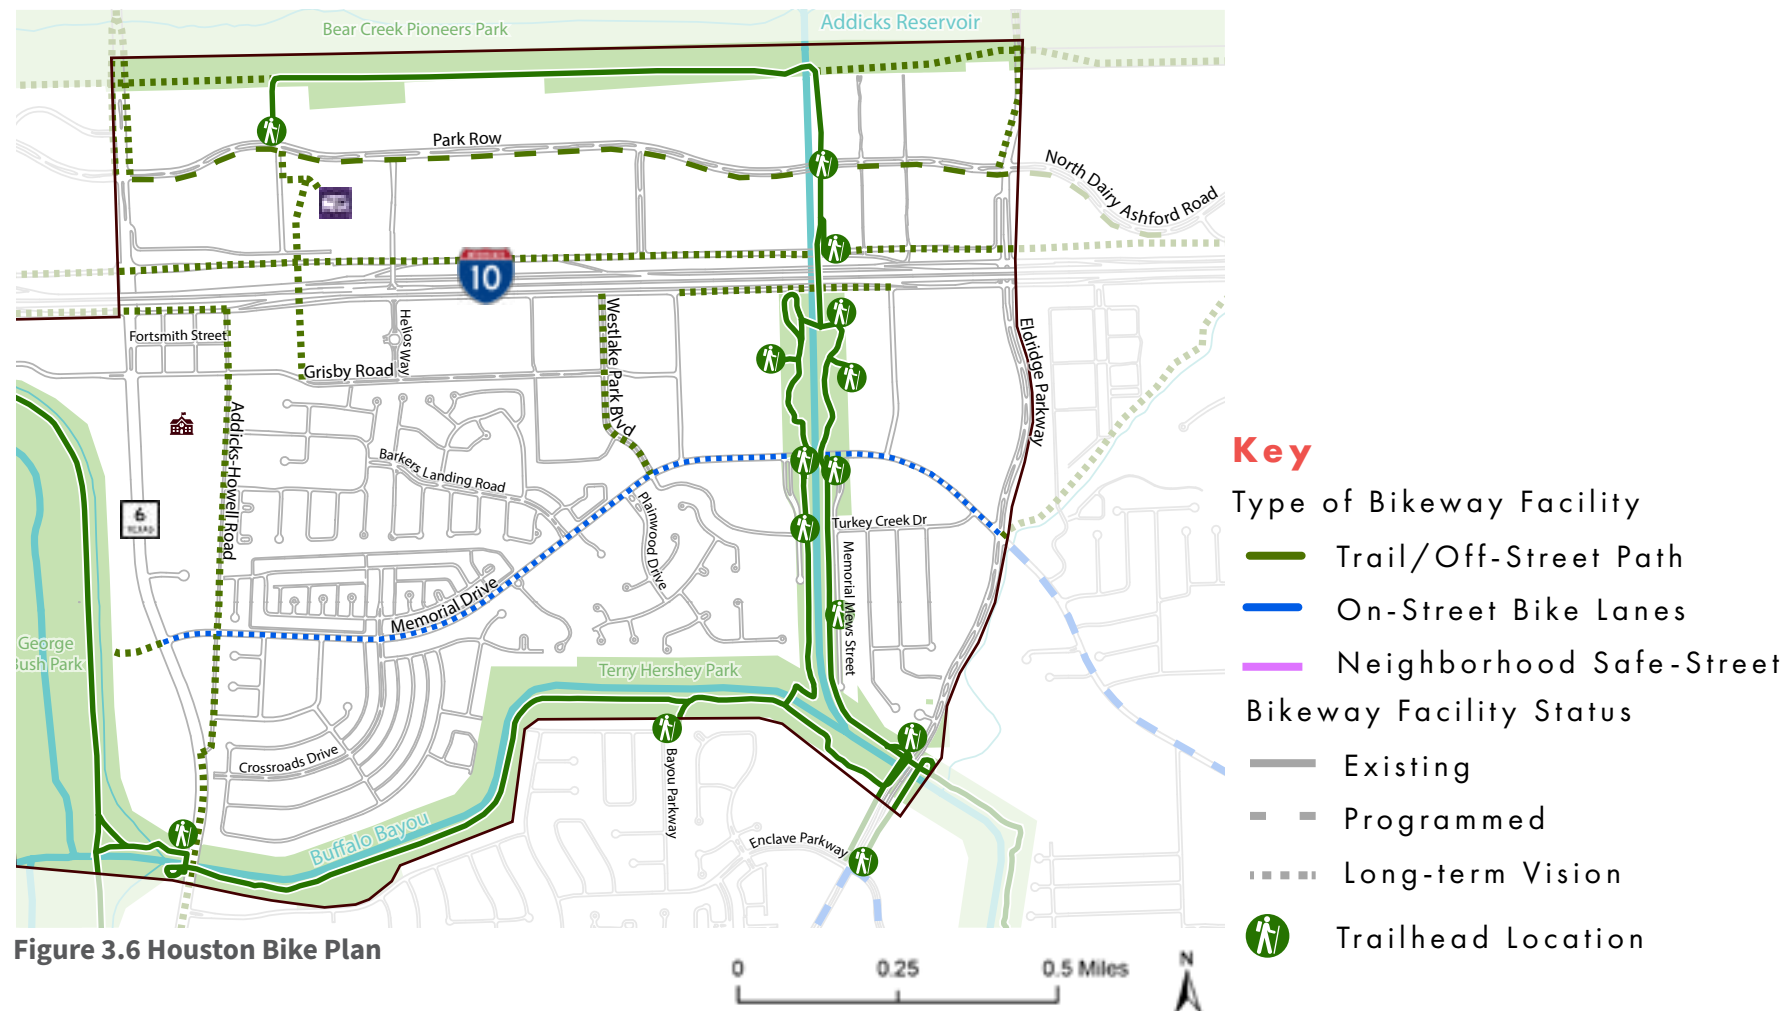 Bear Creek Pioneers Park
Addicks Reservoir
Park Row
North Dairy Ashford Road
10
Fortsmith Street
Helios Way
Westlake Park Blvd
Eldridge Parkway
Grisby Road
Addicks-Howell Road
Barkers Landing Road
Plainwood Drive
6
Turkey Creek Dr
Memorial Mews Street
Memorial Drive
George
Bush Park
Terry Hershey Park
Crossroads Drive
Bayou Parkway
Buffalo Bayou
Enclave Parkway
Key
Type of Bikeway Facility
Trail/Off-Street Path
On-Street Bike Lanes
Neighborhood Safe-Street
Bikeway Facility Status
Existing
Programmed
Long-term Vision
Trailhead Location
Figure 3.6 Houston Bike Plan
0 0.25 0.5 Miles
N